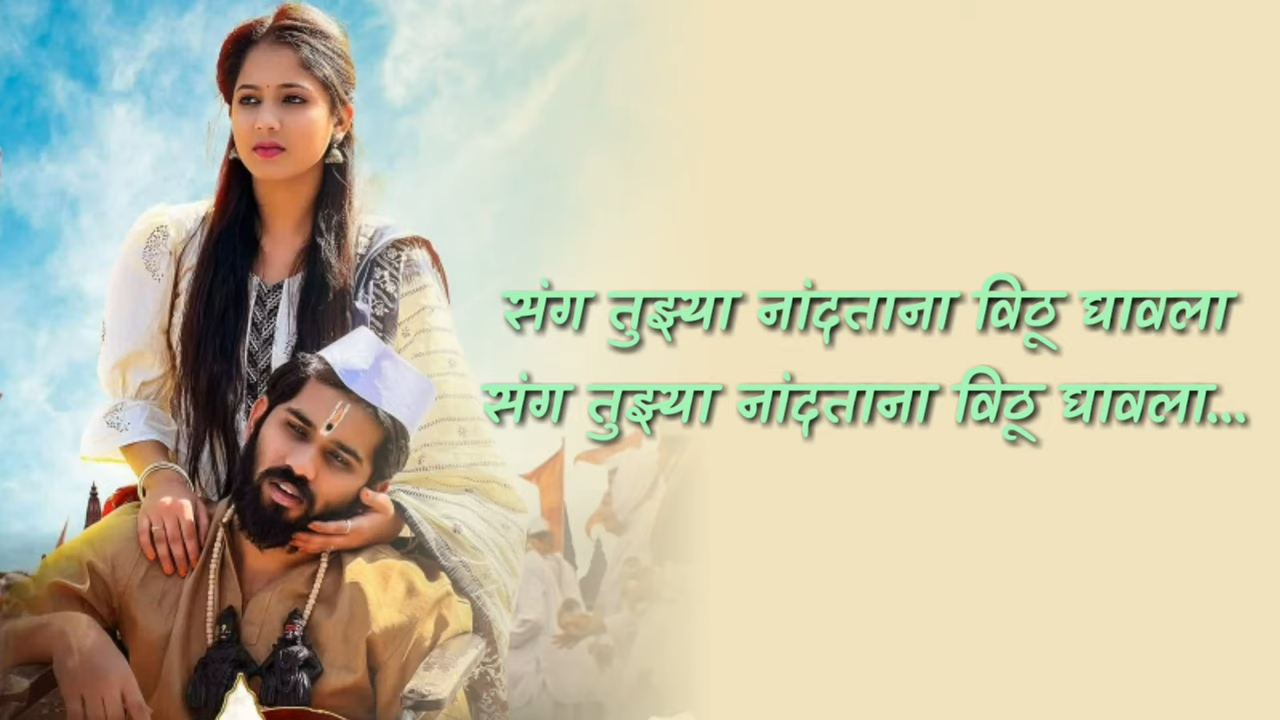 संग तुझ्या नांदताना विठू घावला
संग तुझ्या नांदताना विठू घावला...